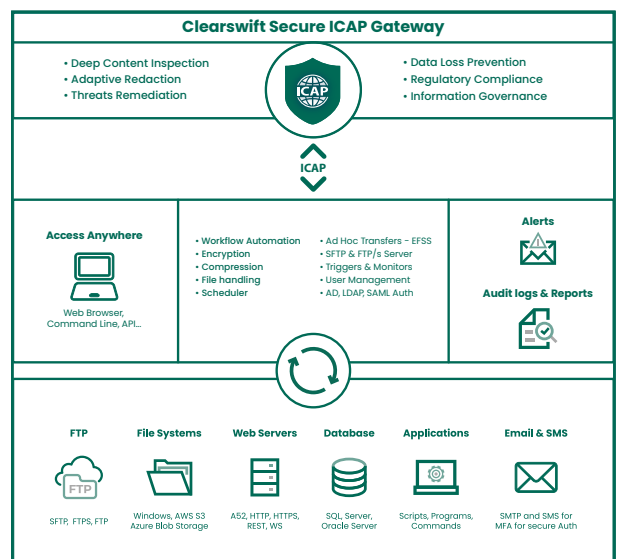 Clearswift Secure ICAP Gateway
• Deep Content Inspection
• Adaptive Redaction
• Threats Remediation
ICAP
• Data Loss Prevention
• Regulatory Compliance
• Information Governance
ICAP
Access Anywhere
Web Browser,
Command Line, API...
• Workflow Automation
• Encryption
• Compression
• File handling
• Scheduler
• Ad Hoc Transfers - EFSS
• SFTP & FTP/s Server
• Triggers & Monitors
• User Management
• AD, LDAP, SAML Auth
Alerts
Audit logs & Reports
FTP
FTP
SFTP, FTPS, FTP
File Systems
Windows, AWS S3
Azure Blob Storage
Web Servers
A52, HTTP, HTTPS,
REST, WS
Database
SQL, Server,
Oracle Server
Applications
Scripts, Programs,
Commands
Email & SMS
SMTP and SMS for
MFA for secure Auth